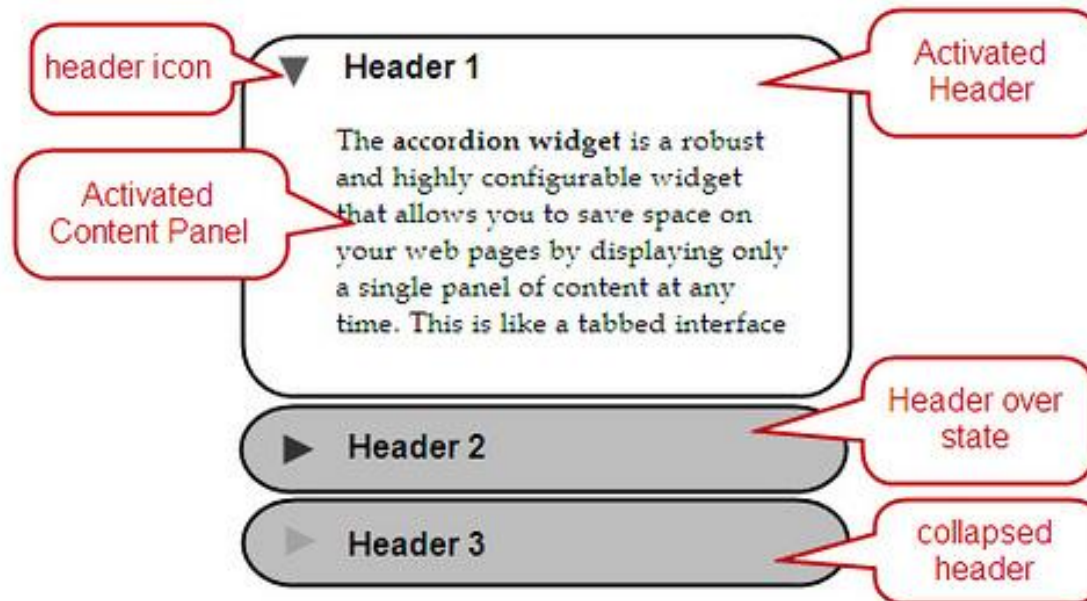 header icon
Header 1
Activated
Header
The accordion widget is a robust
and highly configurable widget
that allows you to save space on
your web pages by displaying only
a single panel of content at any
time. This is like a tabbed interface
Activated
Content Panel
Header 2
Header over
state
Header 3
collapsed
header